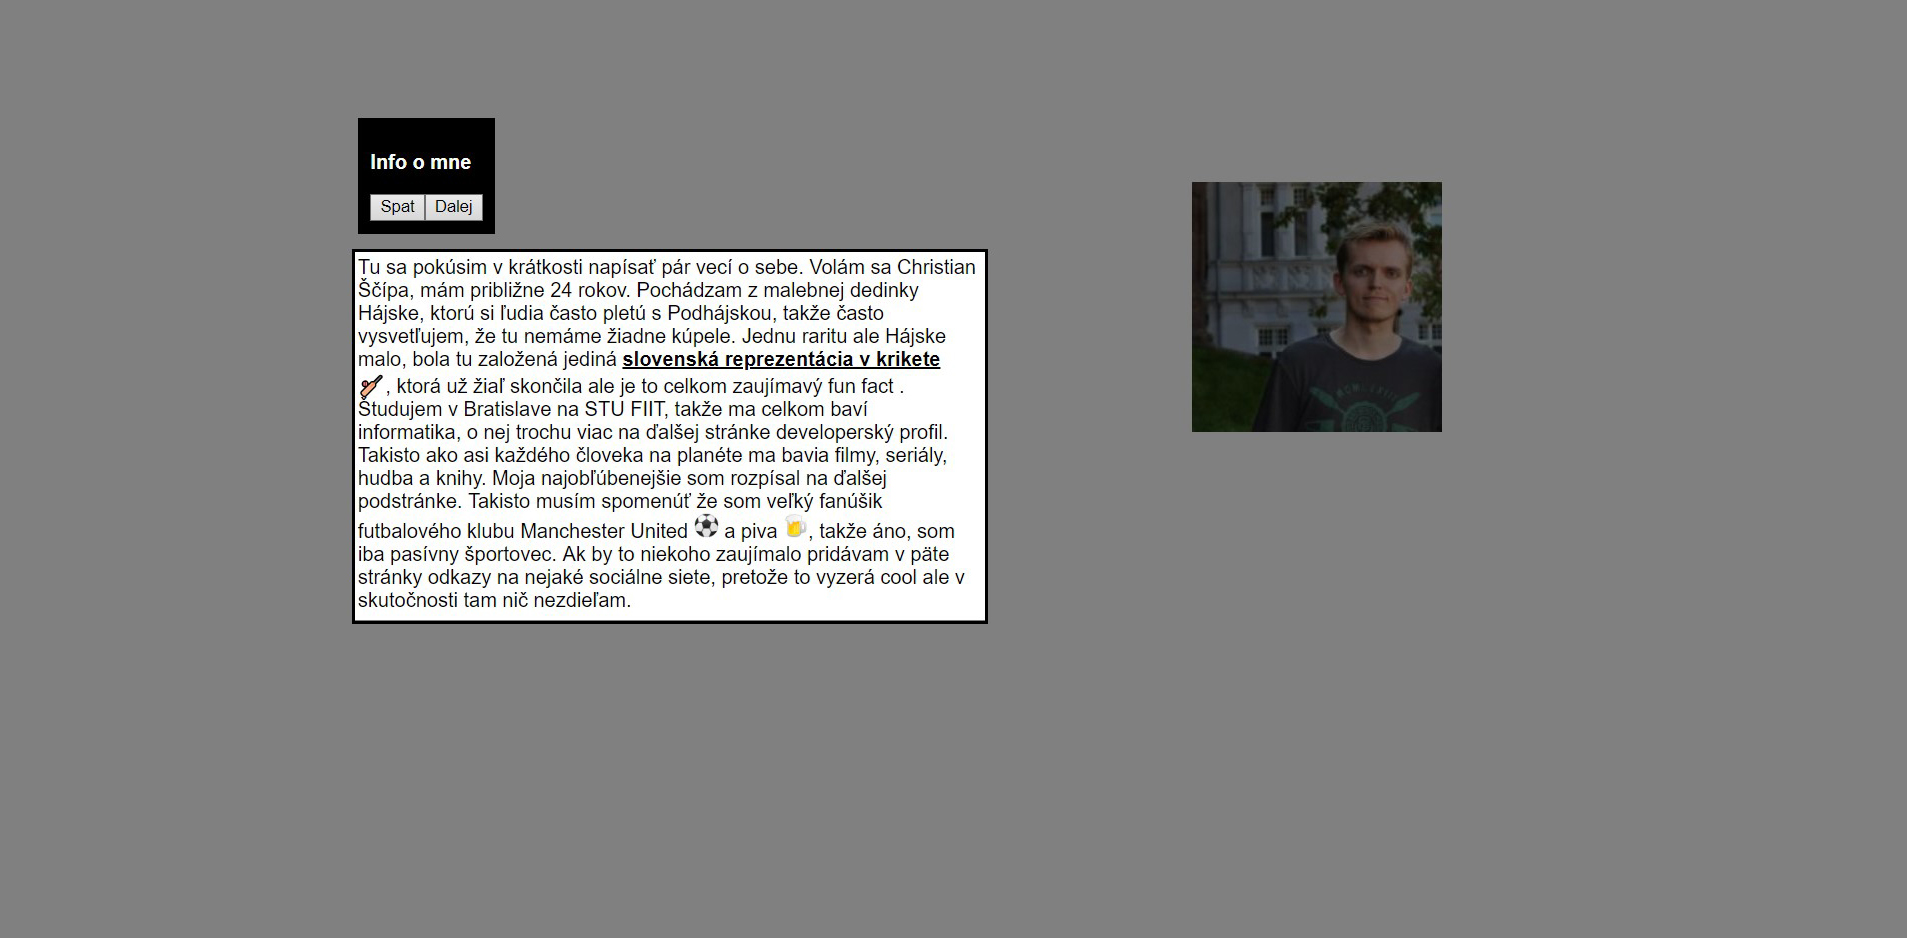 Info o mne
Spat Dalej
Tu sa pokúsim v krátkosti napísať pár vecí o sebe. Volám sa Christian
Ščípa, mám približne 24 rokov. Pochádzam z malebnej dedinky
Hájske, ktorú si ľudia často pletú s Podhájskou, takže často
vysvetľujem, že tu nemáme žiadne kúpele. Jednu raritu ale Hájske
malo, bola tu založená jediná slovenská reprezentácia v krikete
, ktorá už žiaľ skončila ale je to celkom zaujímavý fun fact .
Študujem v Bratislave na STU FIIT, takže ma celkom baví
informatika, o nej trochu viac na ďalšej stránke developerský profil.
Takisto ako asi každého človeka na planéte ma bavia filmy, seriály,
hudba a knihy. Moja najobľúbenejšie som rozpísal na ďalšej
podstránke. Takisto musím spomenúť že som veľký fanúšik
futbalového klubu Manchester United ⚽ a piva 🍺, takže áno, som
iba pasívny športovec. Ak by to niekoho zaujímalo pridávam v päte
stránky odkazy na nejaké sociálne siete, pretože to vyzerá cool ale v
skutočnosti tam nič nezdieľam.